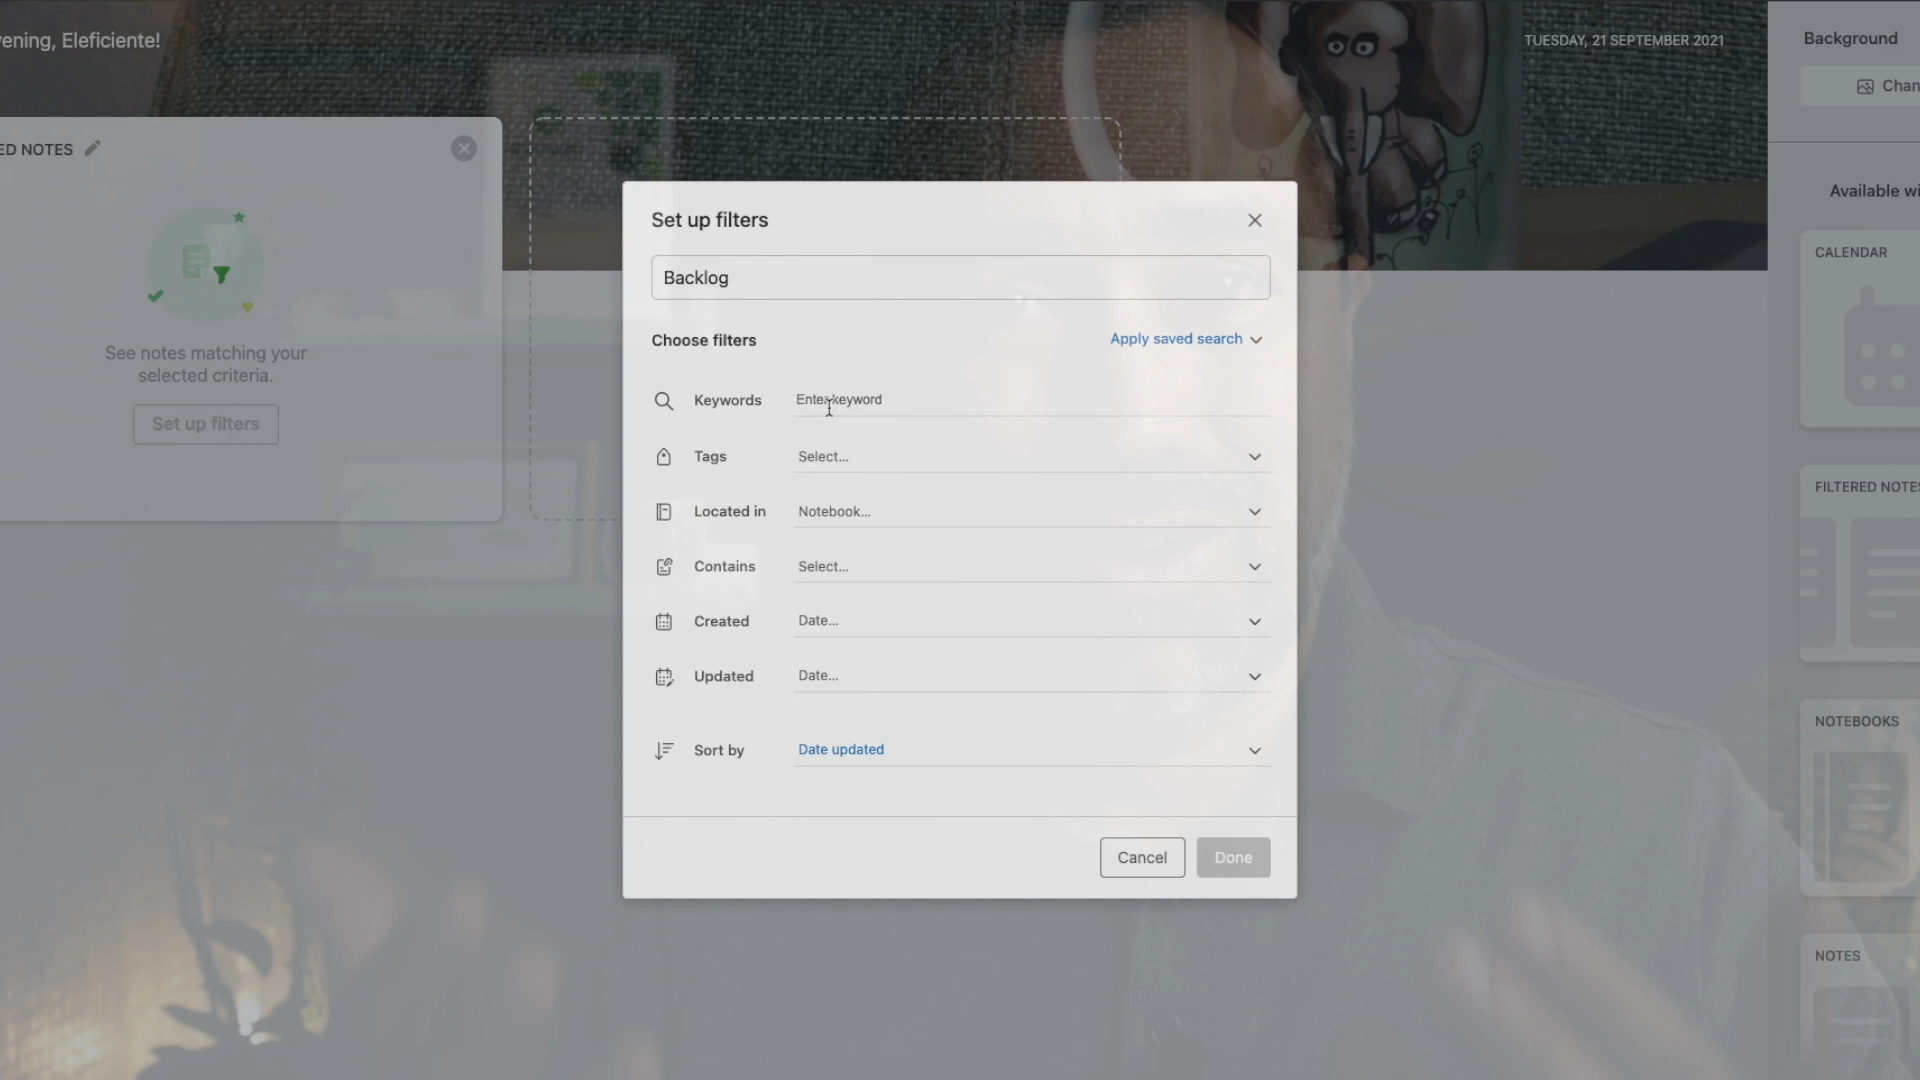 ening, Eleficiente!
TUESDAY, 21 SEPTEMBER 2021
Background
Chan
ED NOTES
See notes matching your
selected criteria.
Set up filters
Set up filters
Backlog
Choose filters
Apply saved search
Keywords
Enter keyword
Tags
Select...
Located in
Notebook...
Contains
Select...
Created
Date...
Updated
Date...
Sort by
Date updated
Cancel
Done
Available wi
CALENDAR
FILTERED NOTES
NOTEBOOKS
NOTES